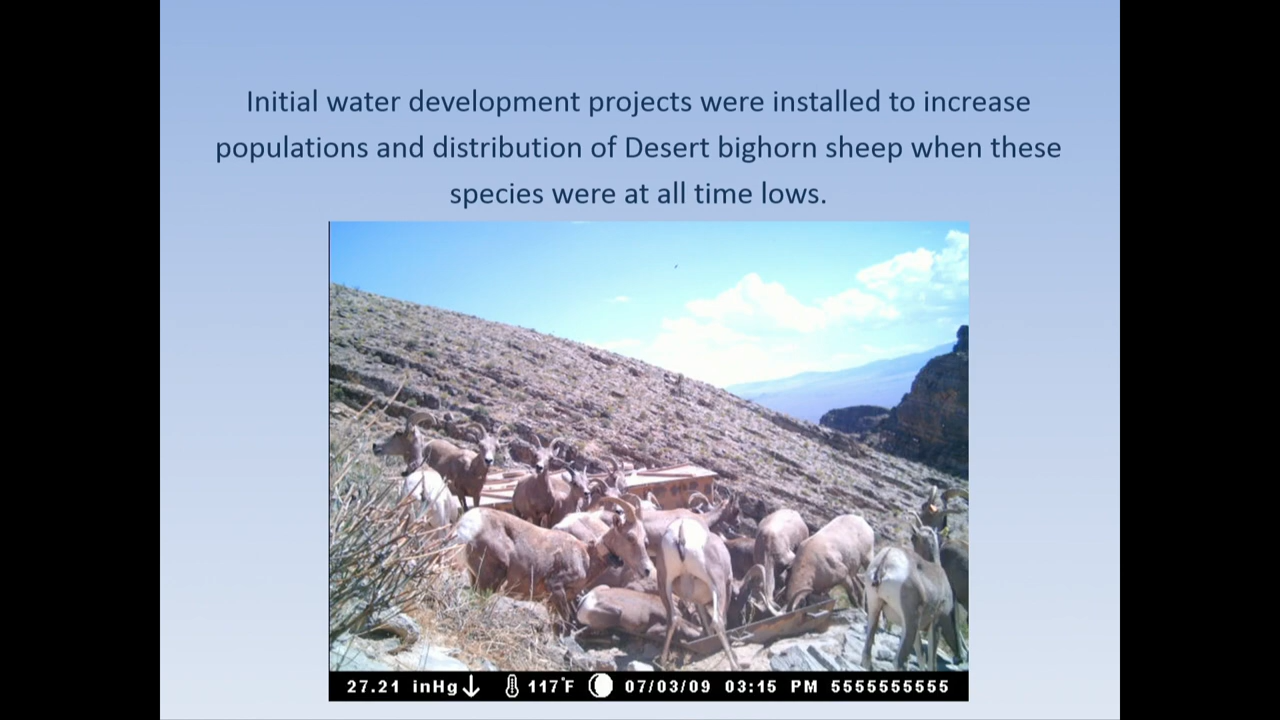 Initial water development projects were installed to increase
populations and distribution of Desert bighorn sheep when these
species were at all time lows.
27.21 inHg↓ 117°F 07/03/09 03:15 PM 5555555555